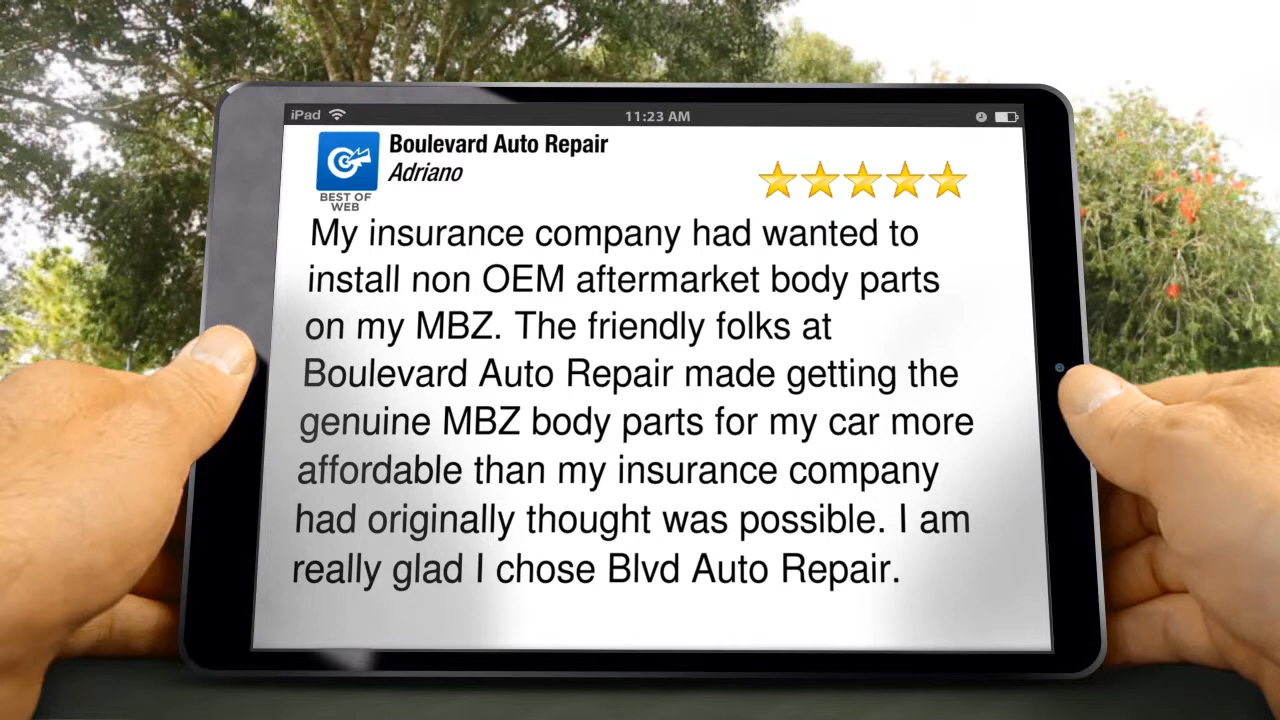 iPad 11:23 AM
Boulevard Auto Repair
Adriano
BEST OF
WEB
My insurance company had wanted to
install non OEM aftermarket body parts
on my MBZ. The friendly folks at
Boulevard Auto Repair made getting the
genuine MBZ body parts for my car more
affordable than my insurance company
had originally thought was possible. I am
really glad I chose Blvd Auto Repair.